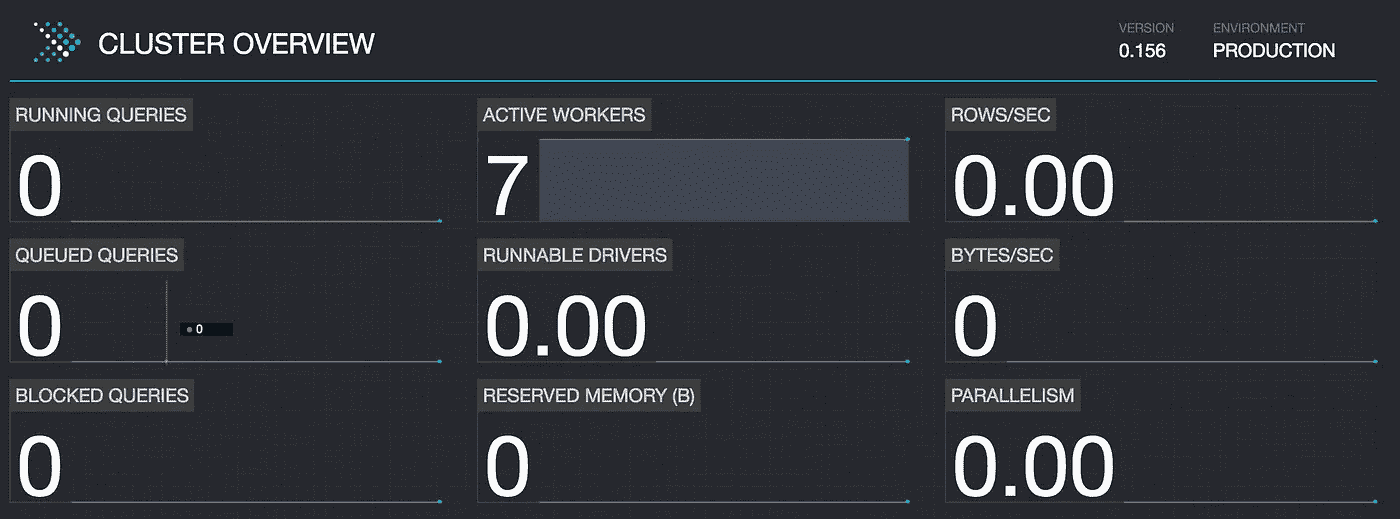 CLUSTER OVERVIEW
VERSION
0.156
ENVIRONMENT
PRODUCTION
RUNNING QUERIES
0
ACTIVE WORKERS
7
ROWS/SEC
0.00
QUEUED QUERIES
0
0
RUNNABLE DRIVERS
0.00
BYTES/SEC
0
BLOCKED QUERIES
0
RESERVED MEMORY (B)
0
PARALLELISM
0.00